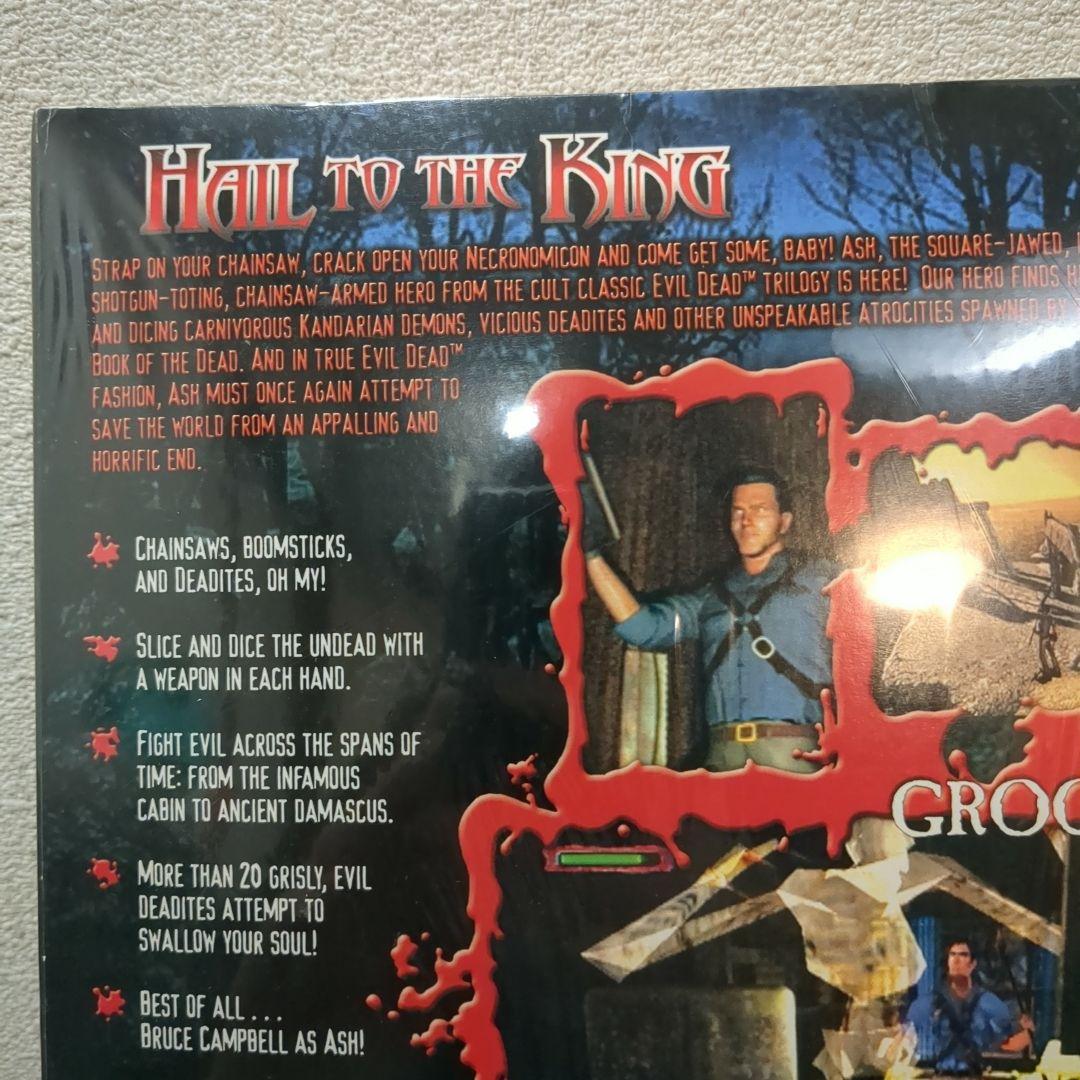 HAIL TO THE KING
STRAP ON YOUR CHAINSAW, CRACK OPEN YOUR NECRONOMICON AND COME GET SOME, BABY! ASH, THE SQUARE-JAWED,
SHOTGUN-TOTING, CHAINSAW-ARMED HERO FROM THE CULT CLASSIC EVIL DEAD™ TRILOGY IS HERE! OUR HERO FINDS
AND DICING CARNIVOROUS KANDARIAN DEMONS, VICIOUS DEADITES AND OTHER UNSPEAKABLE ATROCITIES SPAWNED BY
BOOK OF THE DEAD. AND IN TRUE EVIL DEAD™
FASHION, ASH MUST ONCE AGAIN ATTEMPT TO
SAVE THE WORLD FROM AN APPALLING AND
HORRIFIC END.
CHAINSAWS, BOOMSTICKS,
AND DEADITES, OH MY!
SLICE AND DICE THE UNDEAD WITH
A WEAPON IN EACH HAND.
FIGHT EVIL ACROSS THE SPANS OF
TIME: FROM THE INFAMOUS
CABIN TO ANCIENT DAMASCUS.
MORE THAN 20 GRISLY, EVIL
DEADITES ATTEMPT TO
SWALLOW YOUR SOUL!
BEST OF ALL . . .
BRUCE CAMPBELL AS ASH!